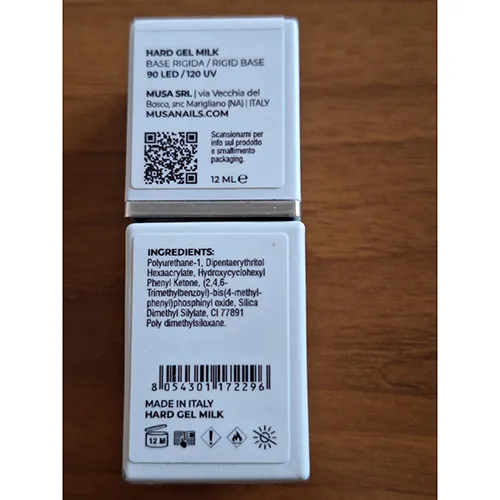 HARD GEL MILK
BASE RIGIDA / RIGID BASE
90 LED / 120 UV
MUSA SRL | via Vecchia del
Bosco, snc Marigliano (NA) | ITALY
MUSANAILS.COM
Scansionami per
info sul prodotto
e smaltimento
packaging.
12 ML ℮
INGREDIENTS:
Polyurethane-1, Dipentaerythritol
Hexaacrylate, Hydroxycyclohexyl
Phenyl Ketone, (2,4,6-
Trimethylbenzoyl)-bis(4-methyl-
phenyl)phosphinyl oxide, Silica
Dimethyl Silylate, CI 77891
Poly dimethylsiloxane.
8 054301 172296
MADE IN ITALY
HARD GEL MILK
12 M